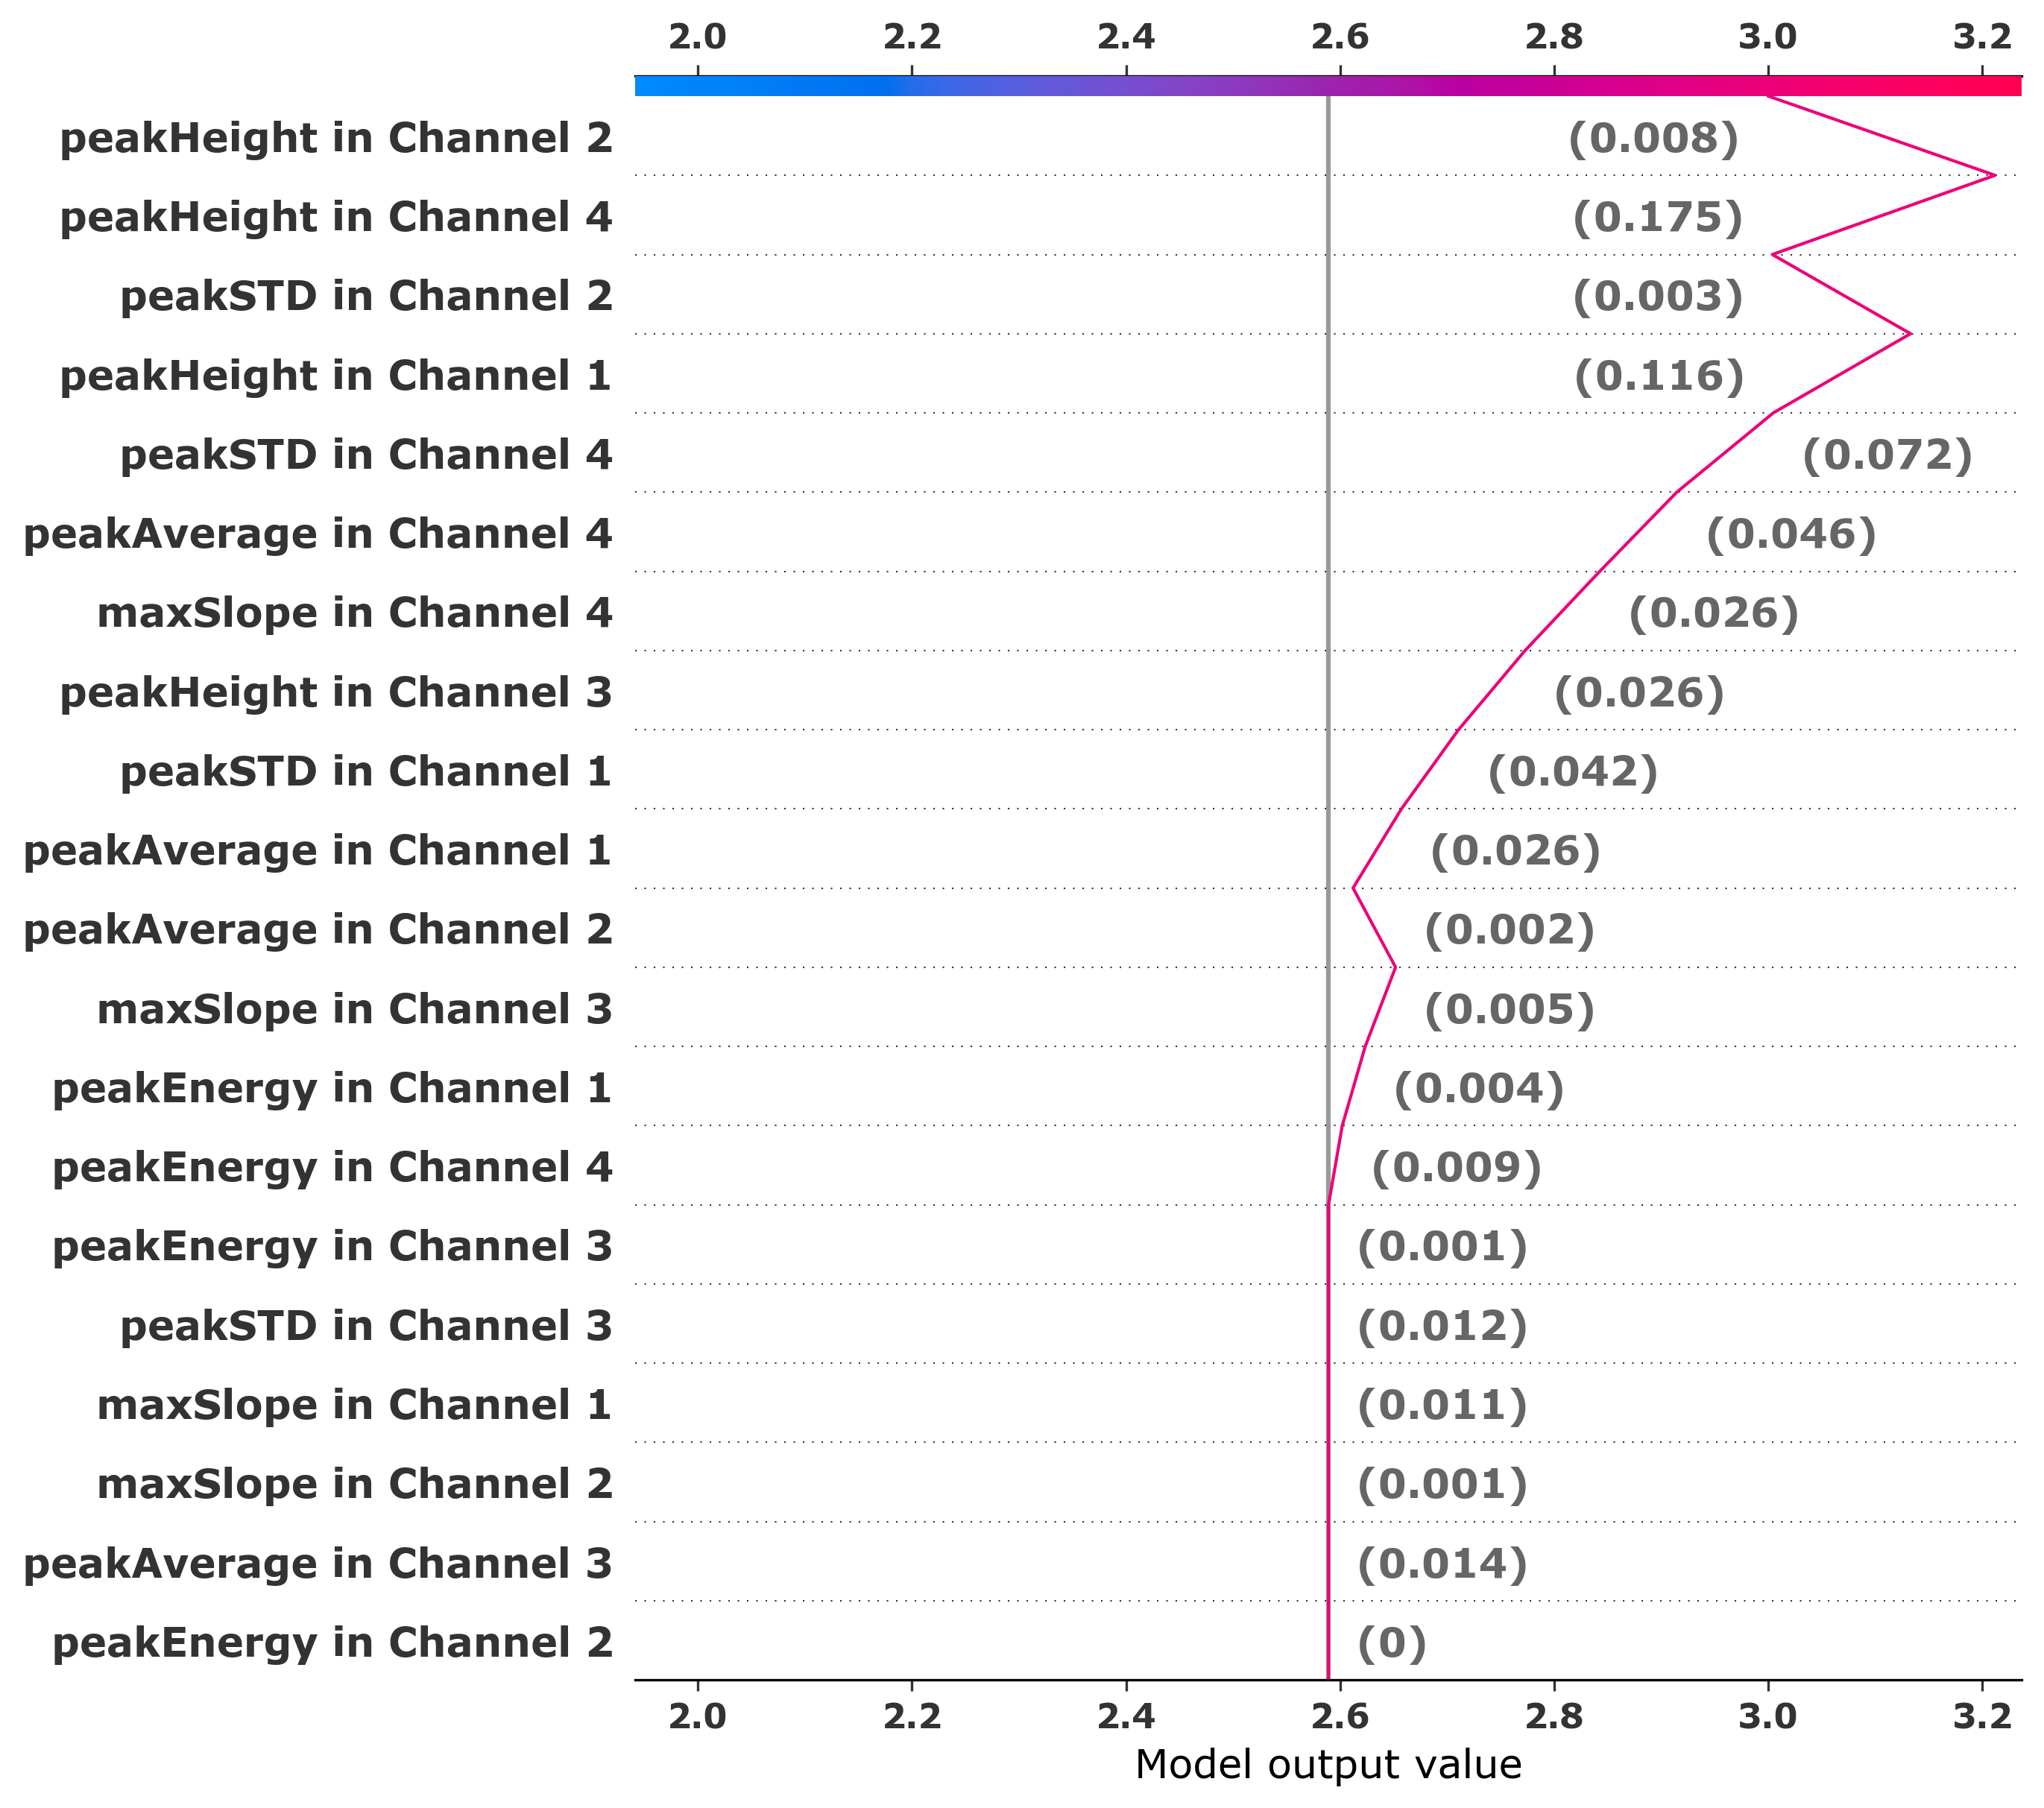 2.0 2.2 2.4 2.6 2.8 3.0 3.2
peakHeight in Channel 2 (0.008)
peakHeight in Channel 4 (0.175)
peakSTD in Channel 2 (0.003)
peakHeight in Channel 1 (0.116)
peakSTD in Channel 4 (0.072)
peakAverage in Channel 4 (0.046)
maxSlope in Channel 4 (0.026)
peakHeight in Channel 3 (0.026)
peakSTD in Channel 1 (0.042)
peakAverage in Channel 1 (0.026)
peakAverage in Channel 2 (0.002)
maxSlope in Channel 3 (0.005)
peakEnergy in Channel 1 (0.004)
peakEnergy in Channel 4 (0.009)
peakEnergy in Channel 3 (0.001)
peakSTD in Channel 3 (0.012)
maxSlope in Channel 1 (0.011)
maxSlope in Channel 2 (0.001)
peakAverage in Channel 3 (0.014)
peakEnergy in Channel 2 (0)
2.0 2.2 2.4 2.6 2.8 3.0 3.2
Model output value